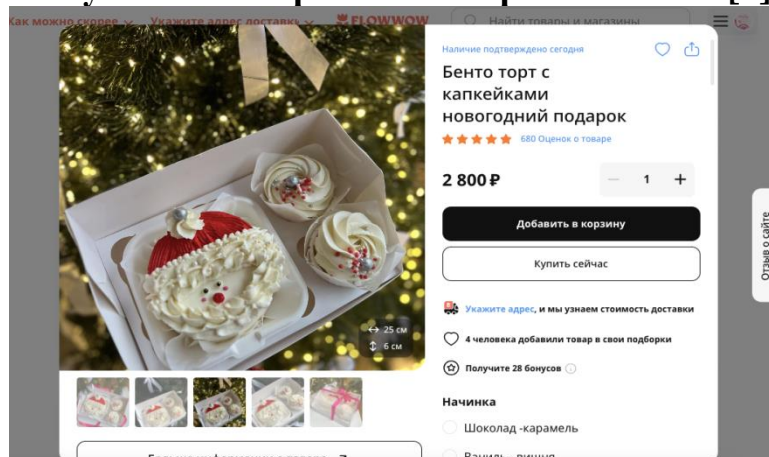 Как можно скорее
Укажите адрес доставки
FLOWWOW
Найти товары и магазины
Наличие подтверждено сегодня
Бенто торт с
капкейками
новогодний подарок
680 Оценок о товаре
2 800 ₽
— 1 +
Добавить в корзину
Купить сейчас
Укажите адрес, и мы узнаем стоимость доставки
4 человека добавили товар в свои подборки
Получите 28 бонусов
Начинка
Шоколад -карамель
25 см
6 см
Отзыв о сайте